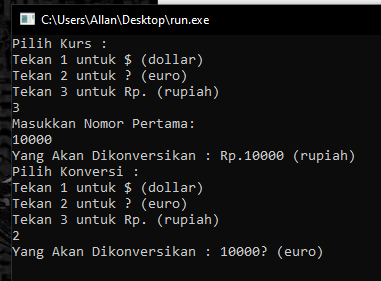 C:\Users\Allan\Desktop\run.exe
Pilih Kurs :
Tekan 1 untuk $ (dollar)
Tekan 2 untuk ? (euro)
Tekan 3 untuk Rp. (rupiah)
3
Masukkan Nomor Pertama:
10000
Yang Akan Dikonversikan : Rp.10000 (rupiah)
Pilih Konversi :
Tekan 1 untuk $ (dollar)
Tekan 2 untuk ? (euro)
Tekan 3 untuk Rp. (rupiah)
2
Yang Akan Dikonversikan : 10000? (euro)